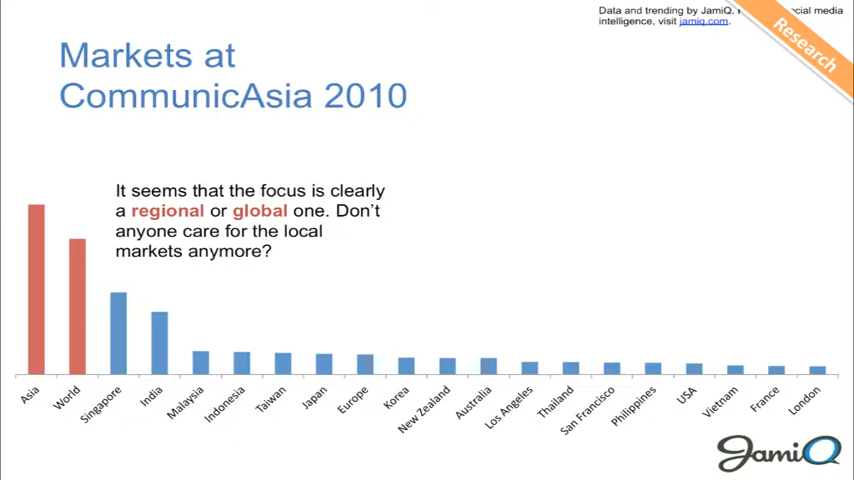 Data and trending by JamiQ.
cial media
intelligence, visit jamiq.com.
Research
Markets at
CommunicAsia 2010
It seems that the focus is clearly
a regional or global one. Don't
anyone care for the local
markets anymore?
Asia
World
Singapore
India
Malaysia
Indonesia
Taiwan
Japan
Europe
Korea
New Zealand
Australia
Los Angeles
Thailand
San Francisco
Philippines
USA
Vietnam
France
London
JamiQ